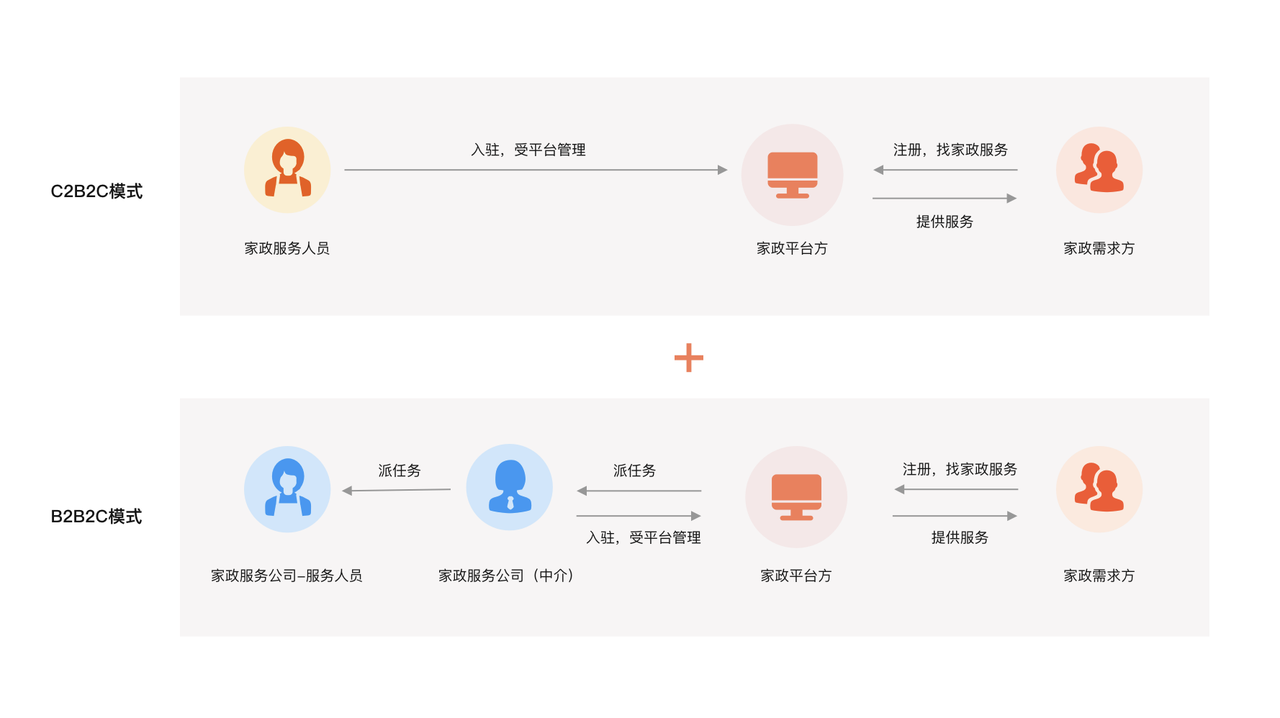 C2B2C模式
入驻，受平台管理
注册，找家政服务
提供服务
家政服务人员
家政平台方
家政需求方
B2B2C模式
派任务
派任务
入驻，受平台管理
注册，找家政服务
提供服务
家政服务公司-服务人员
家政服务公司（中介）
家政平台方
家政需求方